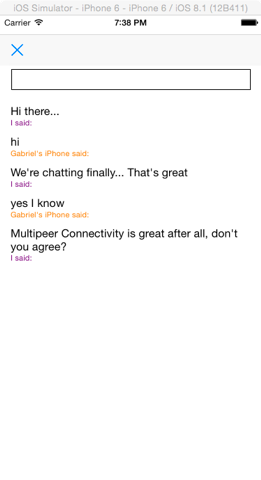 iOS Simulator - iPhone 6 - iPhone 6 / iOS 8.1 (12B411)
Carrier 7:38 PM
Hi there...
I said:
hi
Gabriel's iPhone said:
We're chatting finally... That's great
I said:
yes I know
Gabriel's iPhone said:
Multipeer Connectivity is great after all, don't
you agree?
I said: